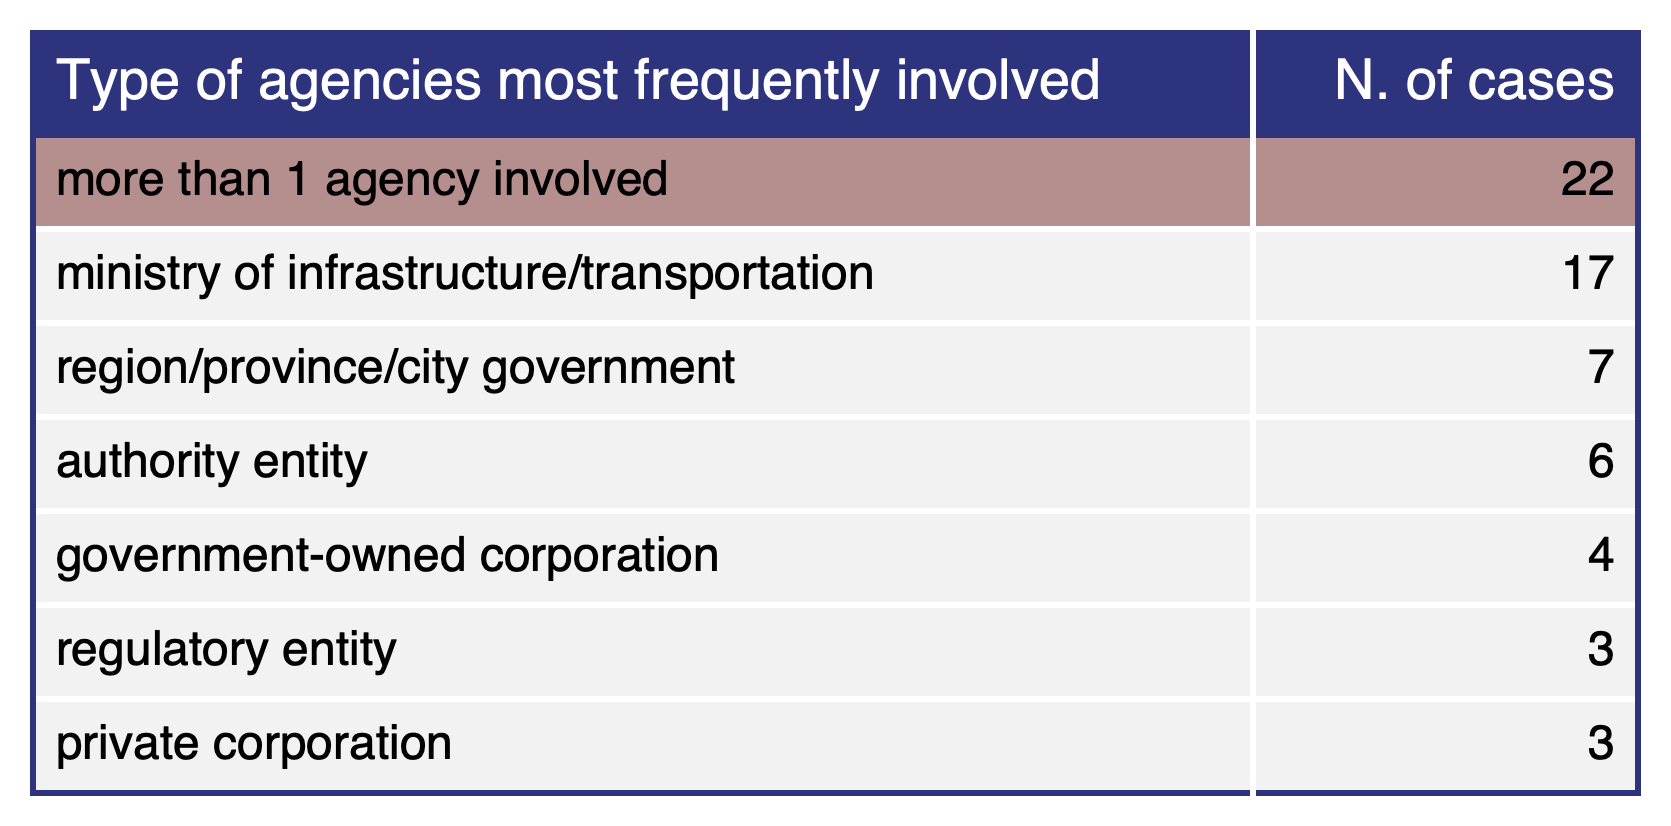 Type of agencies most frequently involved N. of cases
more than 1 agency involved 22
ministry of infrastructure/transportation 17
region/province/city government 7
authority entity 6
government-owned corporation 4
regulatory entity 3
private corporation 3